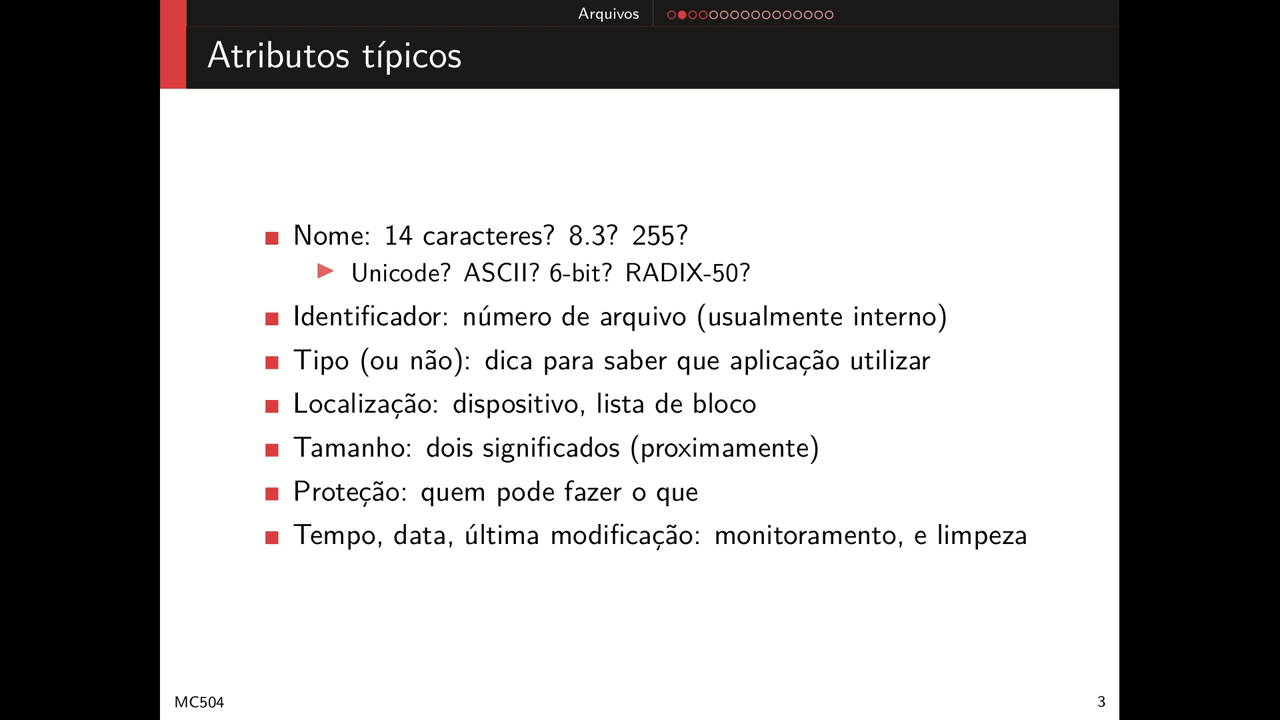 Arquivos
Atributos típicos
Nome: 14 caracteres? 8.3? 255?
Unicode? ASCII? 6-bit? RADIX-50?
Identificador: número de arquivo (usualmente interno)
Tipo (ou não): dica para saber que aplicação utilizar
Localização: dispositivo, lista de bloco
Tamanho: dois significados (proximamente)
Proteção: quem pode fazer o que
Tempo, data, última modificação: monitoramento, e limpeza
MC504
3